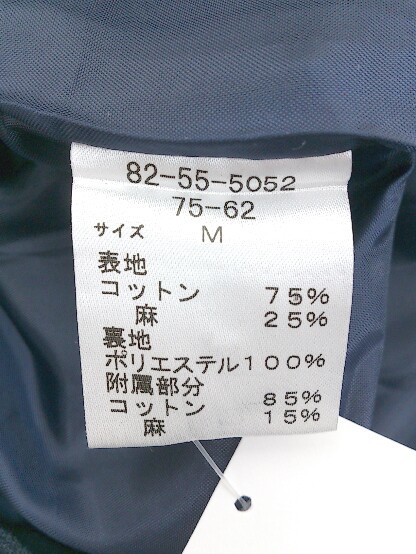 82-55-5052
75-62
サイズ M
表地
コットン 75%
麻 25%
裏地
ポリエステル100%
附属部分
コットン 85%
麻 15%